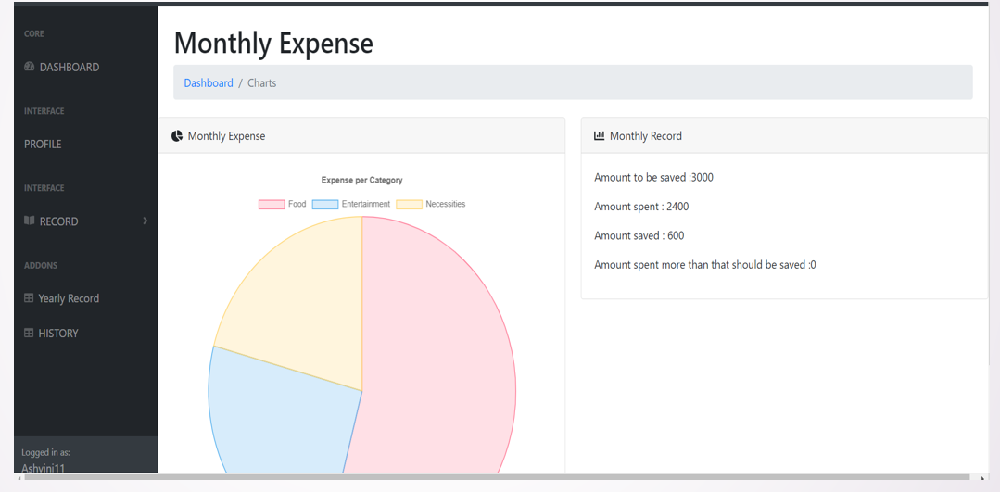 CORE
DASHBOARD
INTERFACE
PROFILE
INTERFACE
RECORD
ADDONS
Yearly Record
HISTORY
Logged in as:
Ashvini11
Monthly Expense
Dashboard / Charts
Monthly Expense
Expense per Category
Food Entertainment Necessities
Monthly Record
Amount to be saved :3000
Amount spent : 2400
Amount saved : 600
Amount spent more than that should be saved :0